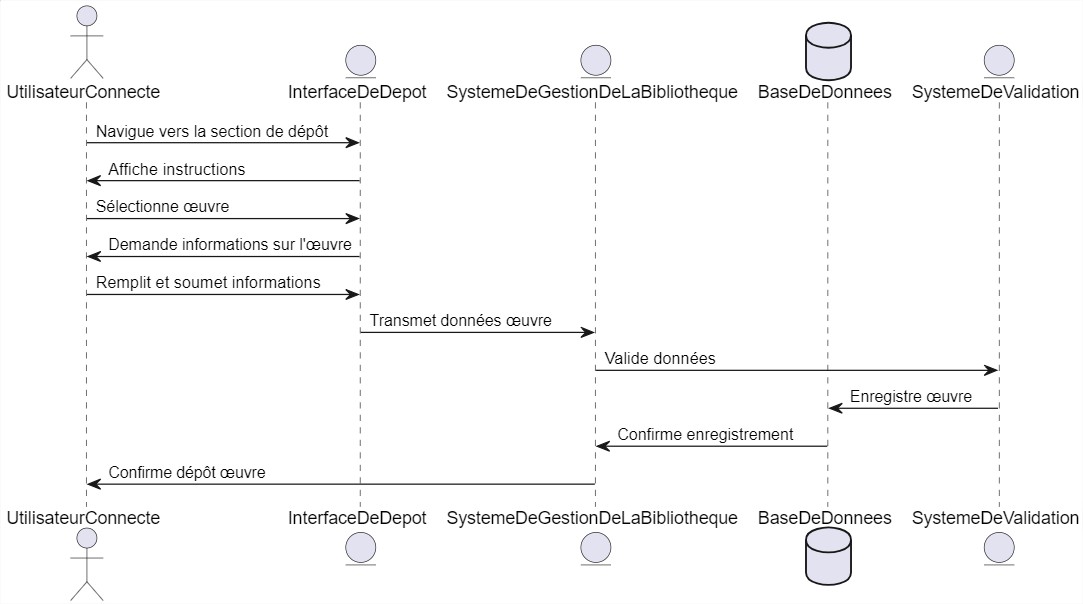 UtilisateurConnecte
InterfaceDeDepot
SystemeDeGestionDeLaBibliotheque
BaseDeDonnees
SystemeDeValidation
Navigue vers la section de dépôt
Affiche instructions
Sélectionne œuvre
Demande informations sur l'œuvre
Remplit et soumet informations
Transmet données œuvre
Valide données
Enregistre œuvre
Confirme enregistrement
Confirme dépôt œuvre
UtilisateurConnecte
InterfaceDeDepot
SystemeDeGestionDeLaBibliotheque
BaseDeDonnees
SystemeDeValidation